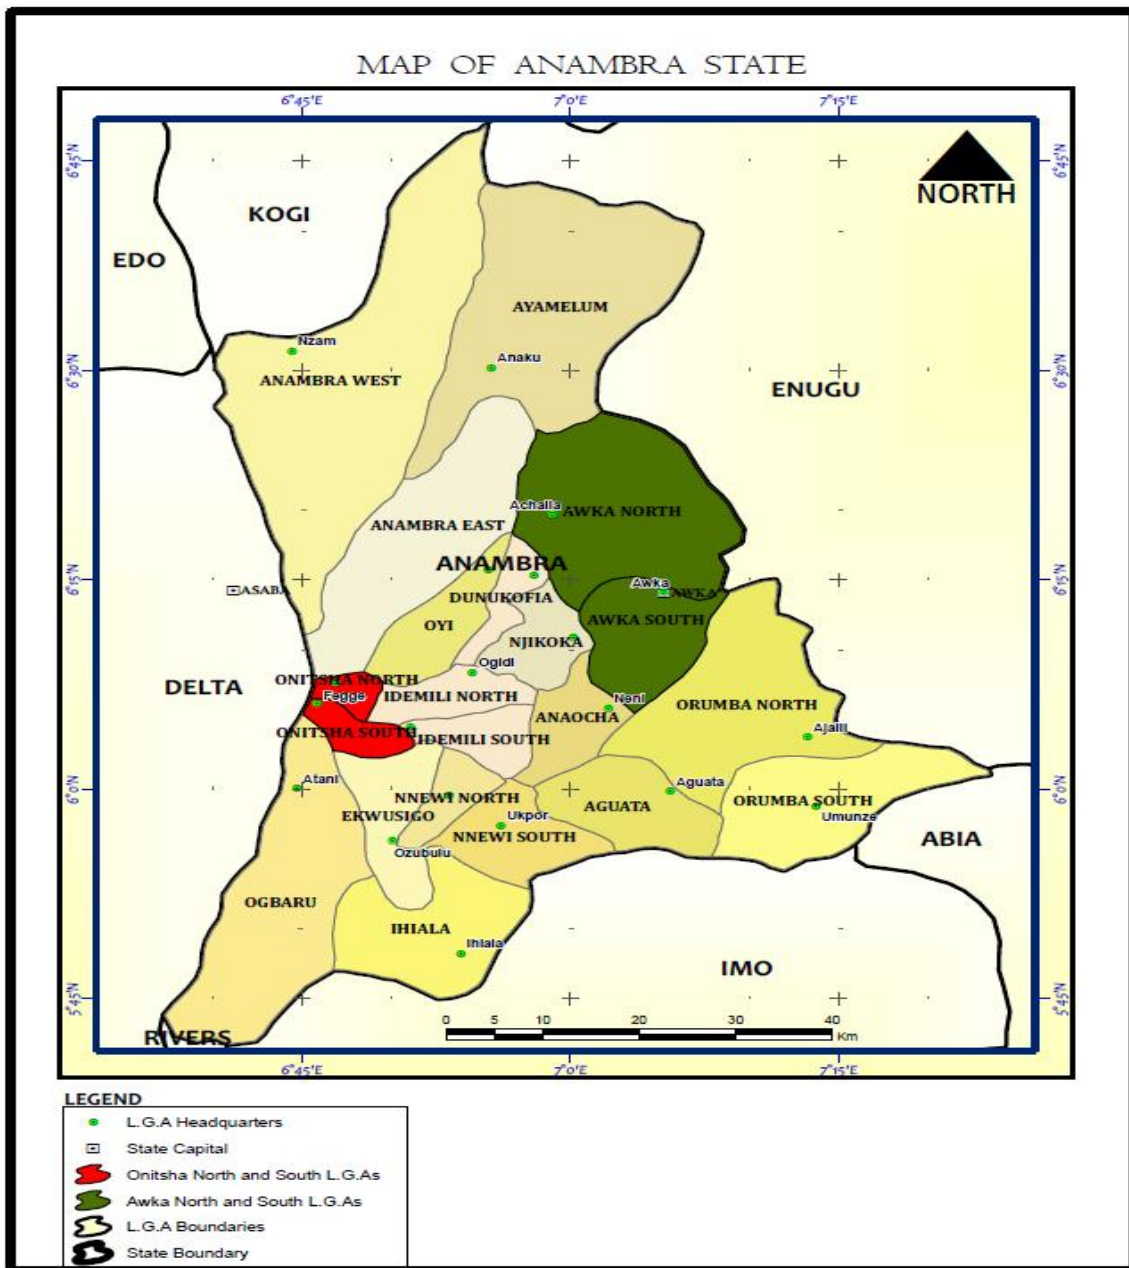 MAP OF ANAMBRA STATE
6°45'E 7°0'E 7°15'E
6°45'N 6°45'N
NORTH
KOGI
EDO
AYAMELUM
Nzam
Anaku
6°30'N 6°30'N
ANAMBRA WEST
ENUGU
Achalla
AWKA NORTH
ANAMBRA EAST
ANAMBRA
6°15'N 6°15'N
Awka
ASABA
AWKA
DUNUKOFIA
AWKA SOUTH
OYI
NJIKOKA
Ogidi
ONITSHA NORTH
DELTA
Fegge
IDEMILI NORTH
Neni
ORUMBA NORTH
ANAOCHA
ONITSHA SOUTH
IDEMILI SOUTH
Ajalli
Atani
Aguata
6°0'N 6°0'N
NNEWI NORTH
ORUMBA SOUTH
AGUATA
EKWUSIGO
Ukpor
Umunze
NNEWI SOUTH
ABIA
Ozubulu
OGBARU
IHIALA
Ihiala
IMO
5°45'N 5°45'N
0 5 10 20 30 40
Km
RIVERS
6°45'E 7°0'E 7°15'E
LEGEND
L.G.A Headquarters
State Capital
Onitsha North and South L.G.As
Awka North and South L.G.As
L.G.A Boundaries
State Boundary